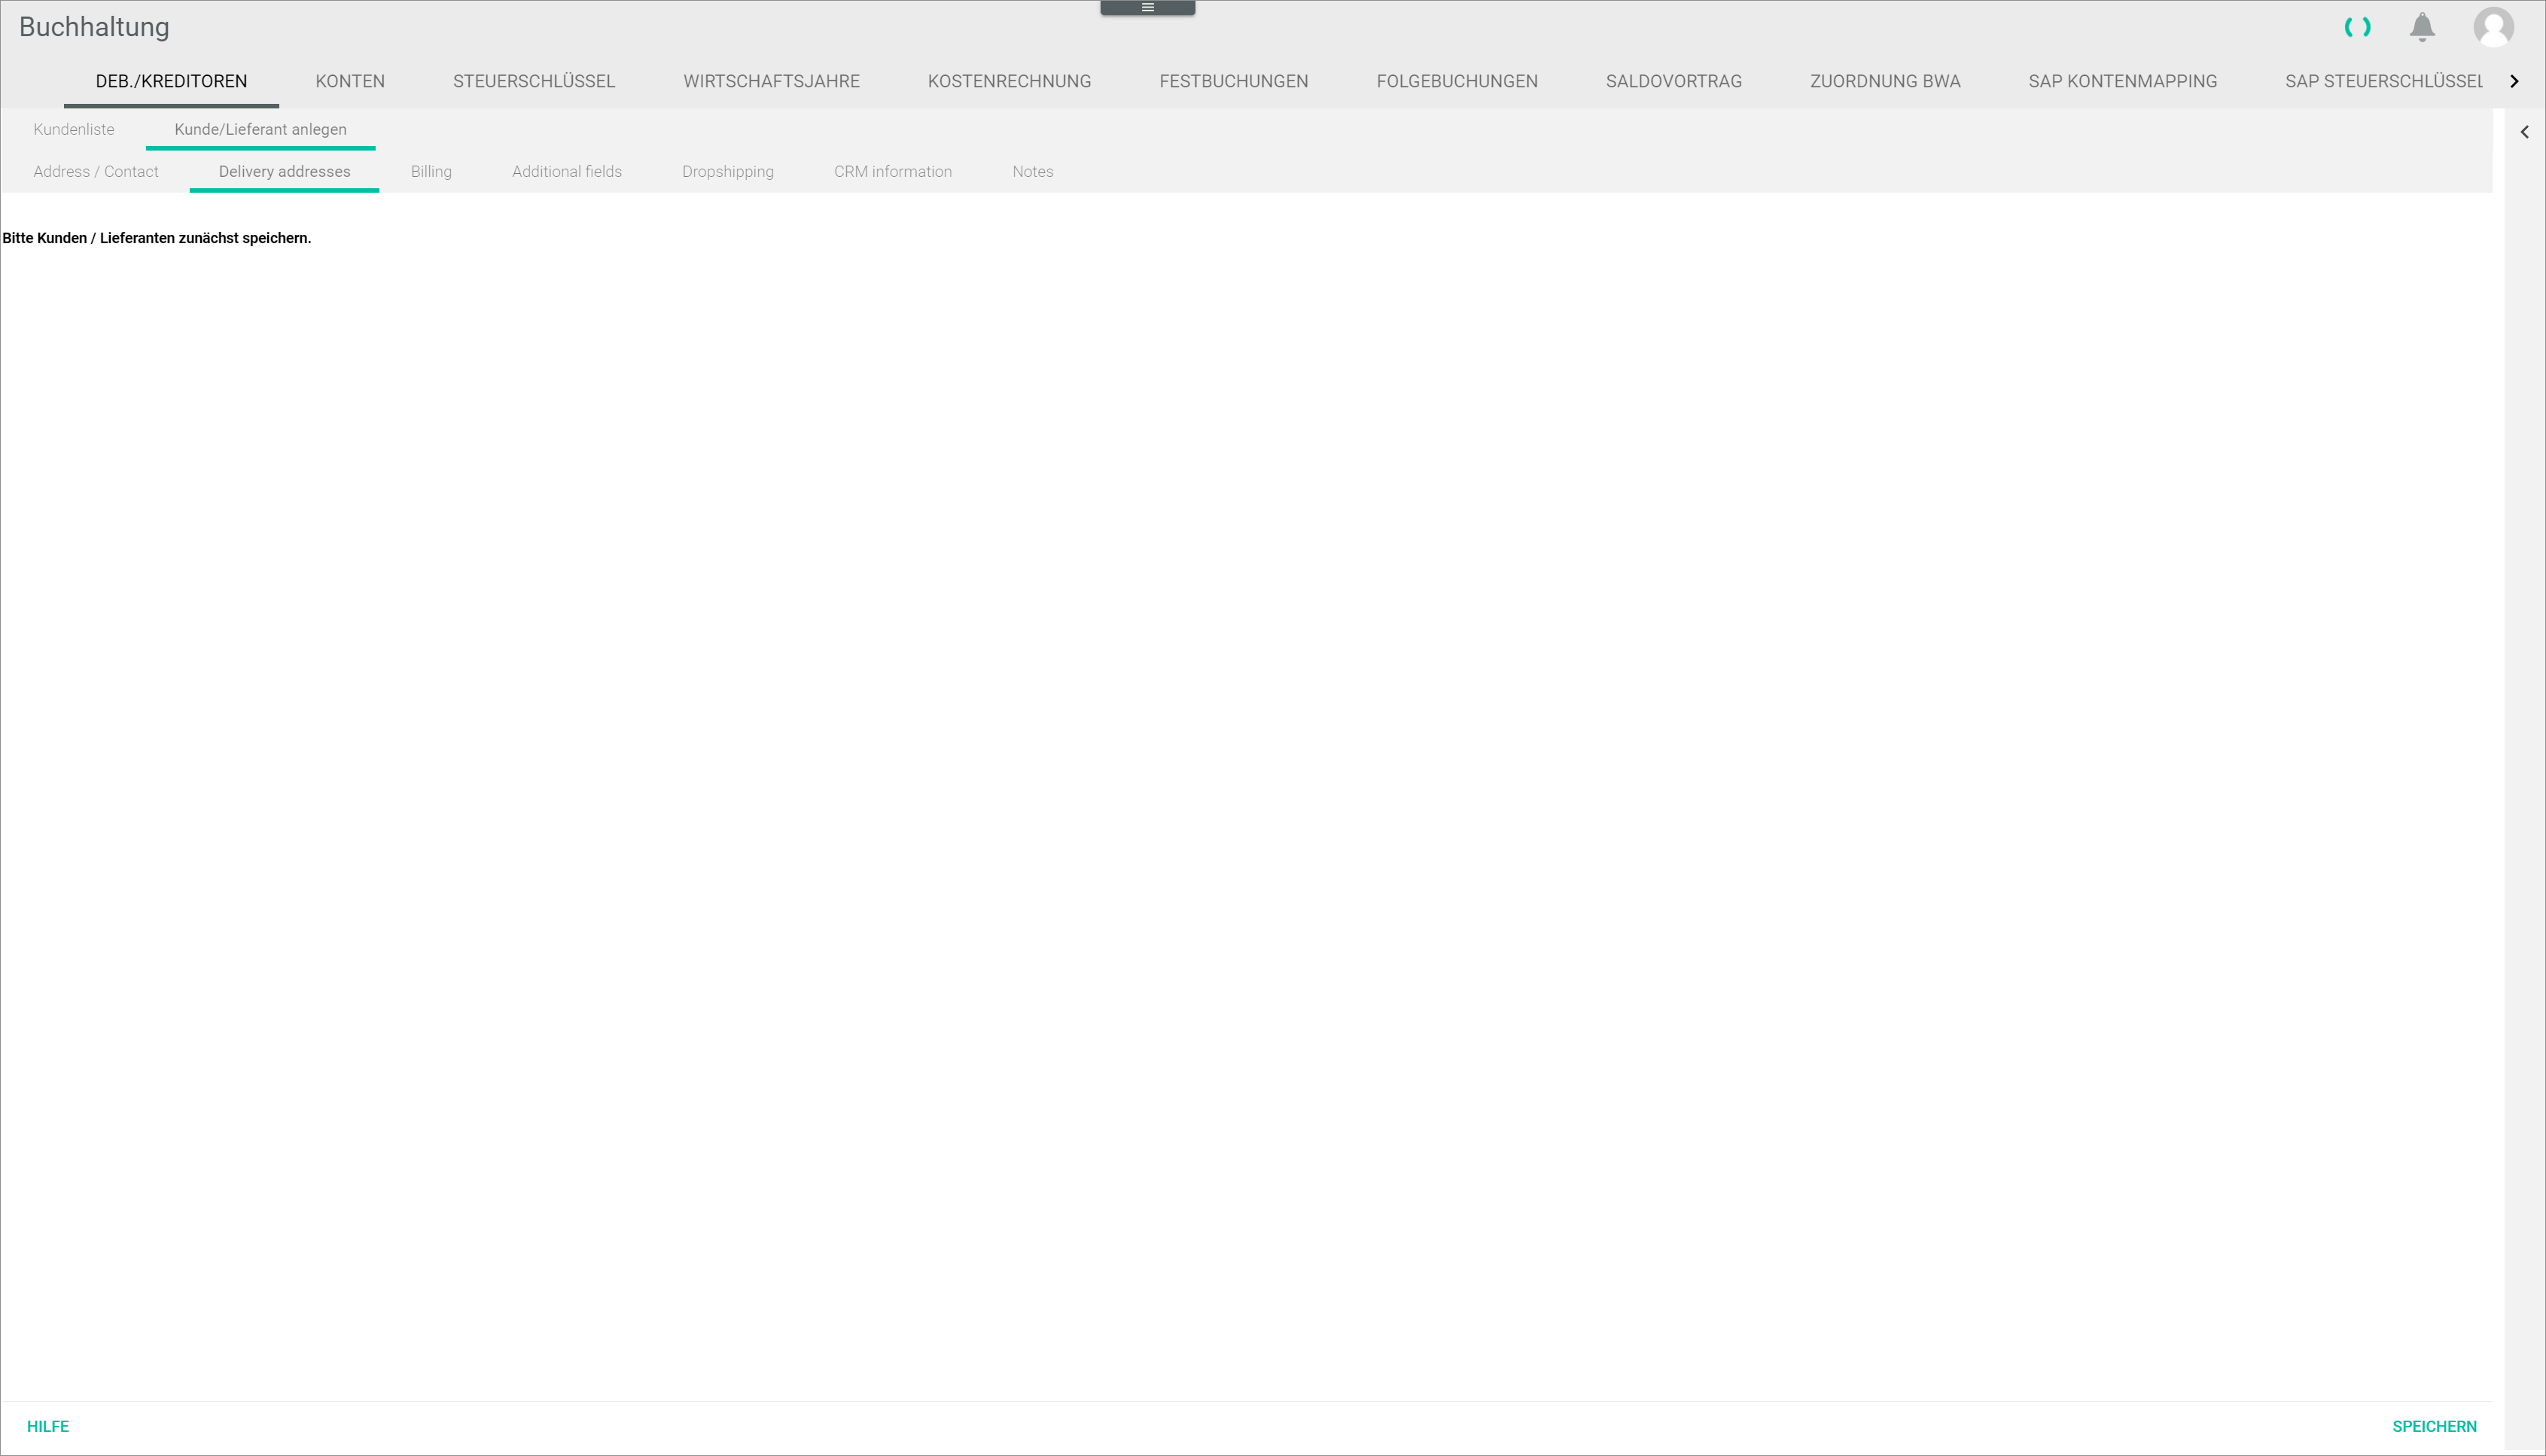 Buchhaltung
DEB./KREDITOREN KONTEN STEUERSCHLÜSSEL WIRTSCHAFTSJAHRE KOSTENRECHNUNG FESTBUCHUNGEN FOLGEBUCHUNGEN SALDOVORTRAG ZUORDNUNG BWA SAP KONTENMAPPING SAP STEUERSCHLÜSSEL
Kundenliste Kunde/Lieferant anlegen
Address / Contact Delivery addresses Billing Additional fields Dropshipping CRM information Notes
Bitte Kunden / Lieferanten zunächst speichern.
HILFE SPEICHERN